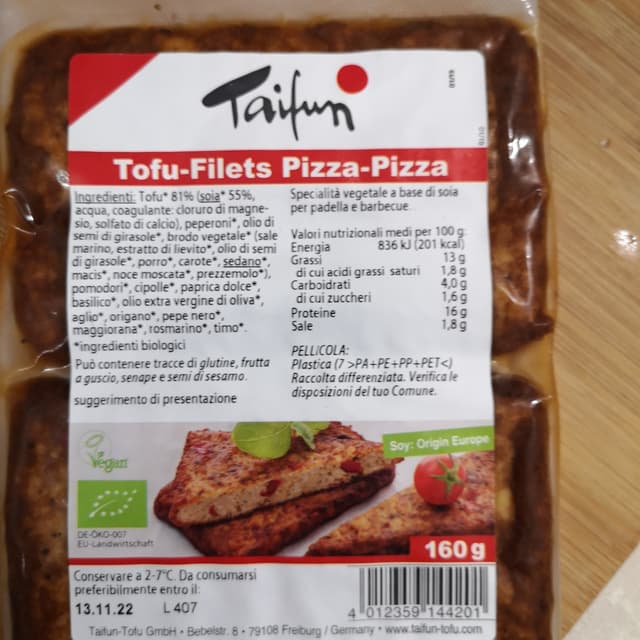 Taifun
Tofu-Filets Pizza-Pizza
Ingredienti: Tofu* 81% (soia* 55%,
acqua, coagulante: cloruro di magne-
sio, solfato di calcio), peperoni*, olio di
semi di girasole*, brodo vegetale* (sale
marino, estratto di lievito*, olio di semi
di girasole*, porro*, carote*, sedano*,
macis*, noce moscata*, prezzemolo*),
pomodori*, cipolle*, paprica dolce*,
basilico*, olio extra vergine di oliva*,
aglio*, origano*, pepe nero*,
maggiorana*, rosmarino*, timo*.
*ingredienti biologici
Può contenere tracce di glutine, frutta
a guscio, senape e semi di sesamo.
suggerimento di presentazione
Specialità vegetale a base di soia
per padella e barbecue.
Valori nutrizionali medi per 100 g:
Energia 836 kJ (201 kcal)
Grassi 13 g
di cui acidi grassi saturi 1,8 g
Carboidrati 4,0 g
di cui zuccheri 1,6 g
Proteine 16 g
Sale 1,8 g
PELLICOLA:
Plastica (7 >PA+PE+PP+PET<)
Raccolta differenziata. Verifica le
disposizioni del tuo Comune.
Vegan
Soy: Origin Europe
DE-ÖKO-007
EU-Landwirtschaft
160 g
Conservare a 2-7°C. Da consumarsi
preferibilmente entro il:
13.11.22 L 407
4 012359 144201
Taifun-Tofu GmbH • Bebelstr. 8 • 79108 Freiburg / Germany • www.taifun-tofu.com